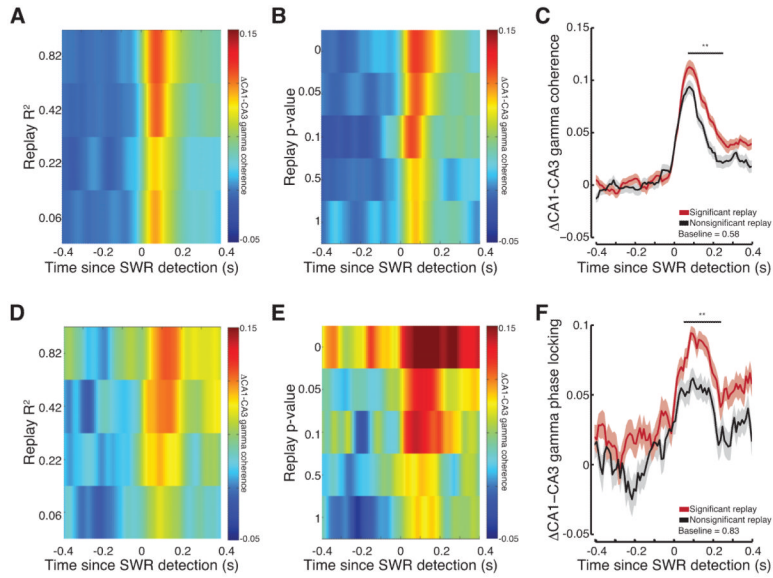 A
0.82
0.42
0.22
0.06
Replay R²
-0.4 -0.2 0 0.2 0.4
Time since SWR detection (s)
0.15
ΔCA1-CA3 gamma coherence
-0.05
B
0
0.05
0.1
0.5
1
Replay p-value
-0.4 -0.2 0 0.2 0.4
Time since SWR detection (s)
0.15
ΔCA1-CA3 gamma coherence
-0.05
C
**
0.15
0.1
0.05
0
−0.05
ΔCA1-CA3 gamma coherence
Significant replay
Nonsignificant replay
Baseline = 0.58
-0.4 -0.2 0 0.2 0.4
Time since SWR detection (s)
D
0.82
0.42
0.22
0.06
Replay R²
-0.4 -0.2 0 0.2 0.4
Time since SWR detection (s)
0.15
ΔCA1-CA3 gamma coherence
-0.05
E
0
0.05
0.1
0.5
1
Replay p-value
-0.4 -0.2 0 0.2 0.4
Time since SWR detection (s)
0.15
ΔCA1-CA3 gamma coherence
-0.05
F
**
0.1
0.05
0
0.05
ΔCA1−CA3 gamma phase locking
Significant replay
Nonsignificant replay
Baseline = 0.83
-0.4 -0.2 0 0.2 0.4
Time since SWR detection (s)